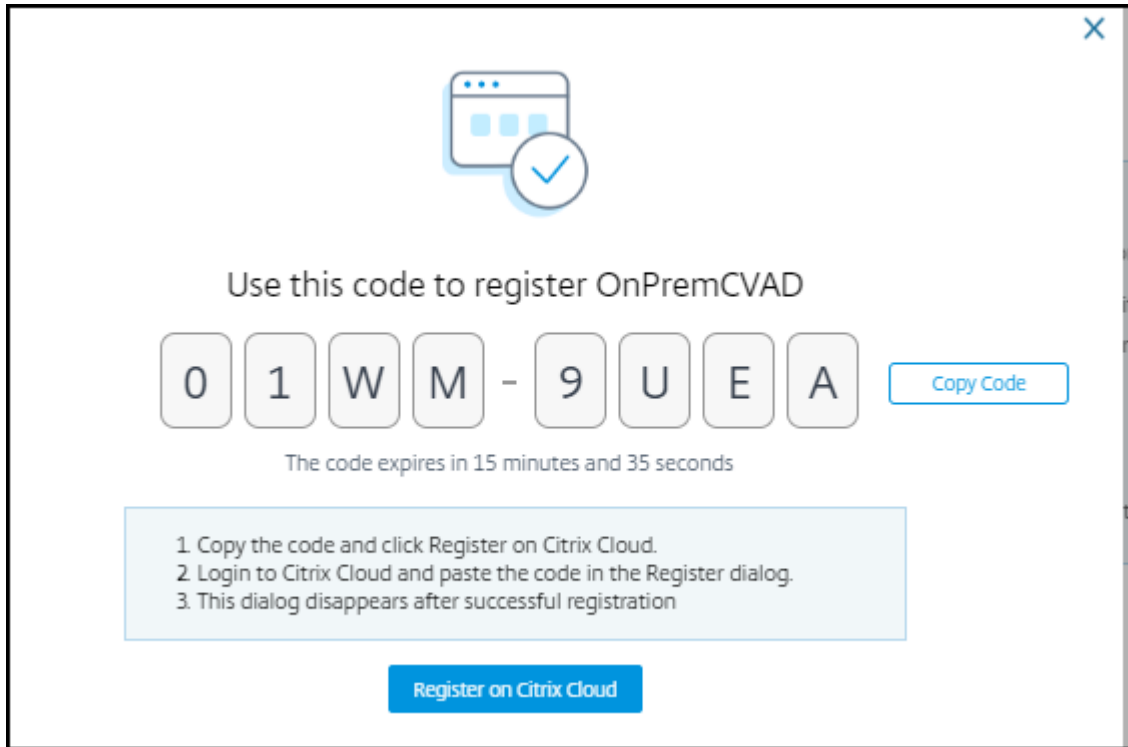 Use this code to register OnPremCVAD
01WM-9UEA
Copy Code
The code expires in 15 minutes and 35 seconds
1. Copy the code and click Register on Citrix Cloud.
2. Login to Citrix Cloud and paste the code in the Register dialog.
3. This dialog disappears after successful registration
Register on Citrix Cloud